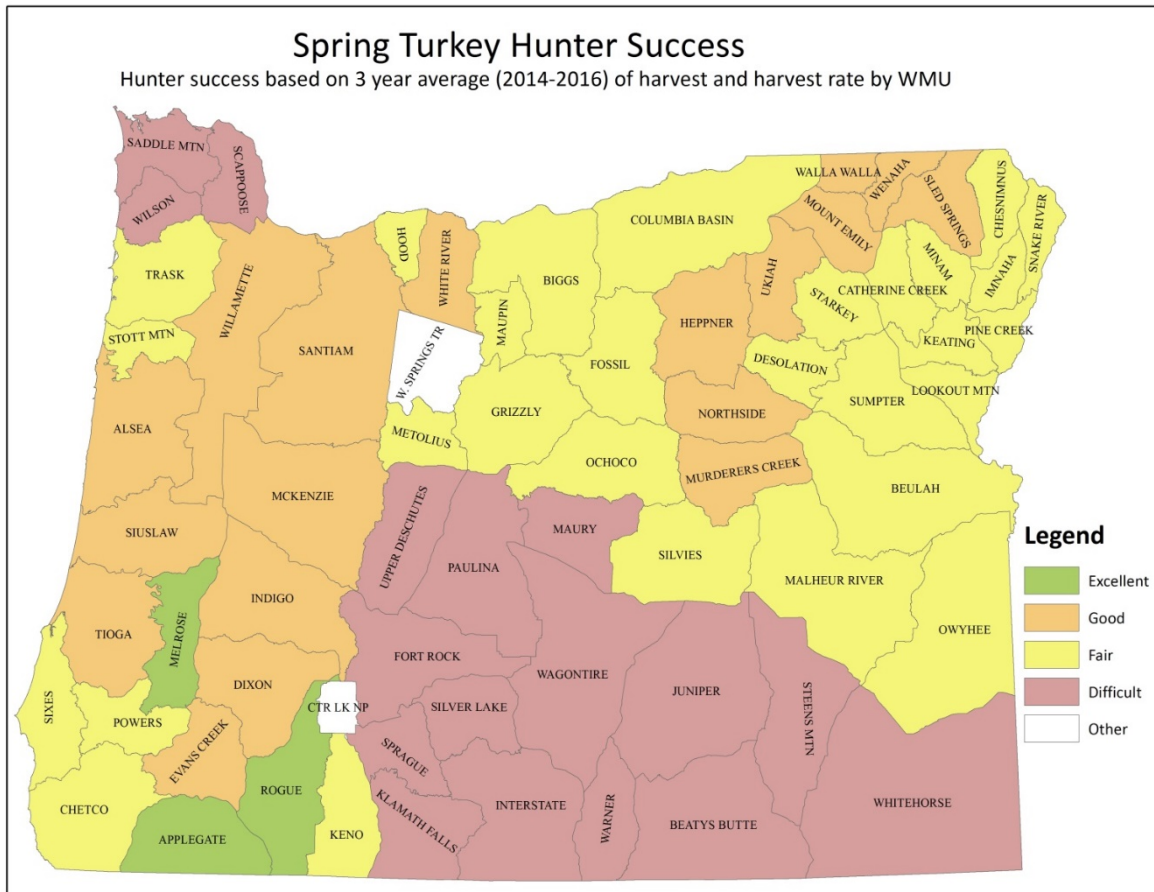 Spring Turkey Hunter Success
Hunter success based on 3 year average (2014-2016) of harvest and harvest rate by WMU
SADDLE MTN
SCAPPOOSE
WILSON
TRASK
WILLAMETTE
STOTT MTN
SANTIAM
HOOD
WHITE RIVER
W. SPRINGS TR
MAUPIN
BIGGS
COLUMBIA BASIN
WALLA WALLA
WENAHA
SLED SPRINGS
CHESNIMNUS
SNAKE RIVER
MOUNT EMILY
MINAM
IMNAHA
UKIAH
CATHERINE CREEK
STARKEY
HEPPNER
PINE CREEK
KEATING
DESOLATION
LOOKOUT MTN
SUMPTER
FOSSIL
GRIZZLY
NORTHSIDE
METOLIUS
ALSEA
OCHOCO
MURDERERS CREEK
BEULAH
MCKENZIE
SIUSLAW
UPPER DESCHUTES
PAULINA
MAURY
SILVIES
MALHEUR RIVER
OWYHEE
INDIGO
MELROSE
TIOGA
FORT ROCK
WAGONTIRE
JUNIPER
STEENS MTN
DIXON
CTR LK NP
SILVER LAKE
SIXES
POWERS
EVANS CREEK
SPRAGUE
ROGUE
CHETCO
KLAMATH FALLS
INTERSTATE
WARNER
BEATYS BUTTE
WHITEHORSE
APPLEGATE
KENO
Legend
Excellent
Good
Fair
Difficult
Other